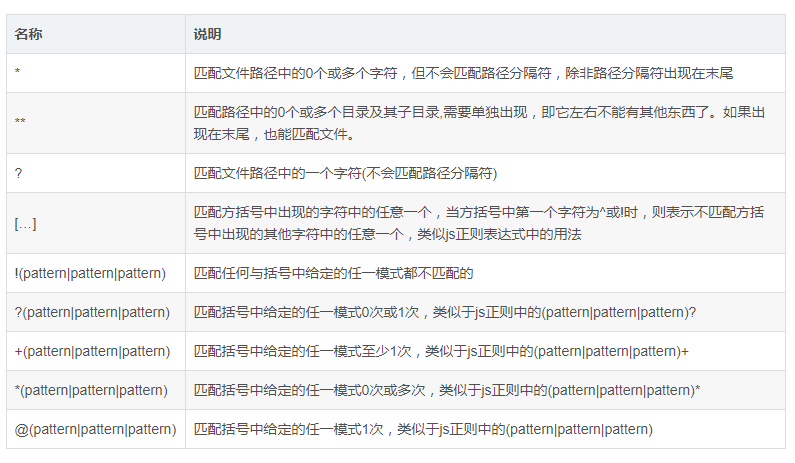 名称 说明
* 匹配文件路径中的0个或多个字符，但不会匹配路径分隔符，除非路径分隔符出现在末尾
** 匹配路径中的0个或多个目录及其子目录,需要单独出现，即它左右不能有其他东西了。如果出
现在末尾，也能匹配文件。
? 匹配文件路径中的一个字符(不会匹配路径分隔符)
[…] 匹配方括号中出现的字符中的任意一个，当方括号中第一个字符为^或!时，则表示不匹配方括
号中出现的其他字符中的任意一个，类似js正则表达式中的用法
!(pattern|pattern|pattern) 匹配任何与括号中给定的任一模式都不匹配的
?(pattern|pattern|pattern) 匹配括号中给定的任一模式0次或1次，类似于js正则中的(pattern|pattern|pattern)?
+(pattern|pattern|pattern) 匹配括号中给定的任一模式至少1次，类似于js正则中的(pattern|pattern|pattern)+
*(pattern|pattern|pattern) 匹配括号中给定的任一模式0次或多次，类似于js正则中的(pattern|pattern|pattern)*
@(pattern|pattern|pattern) 匹配括号中给定的任一模式1次，类似于js正则中的(pattern|pattern|pattern)